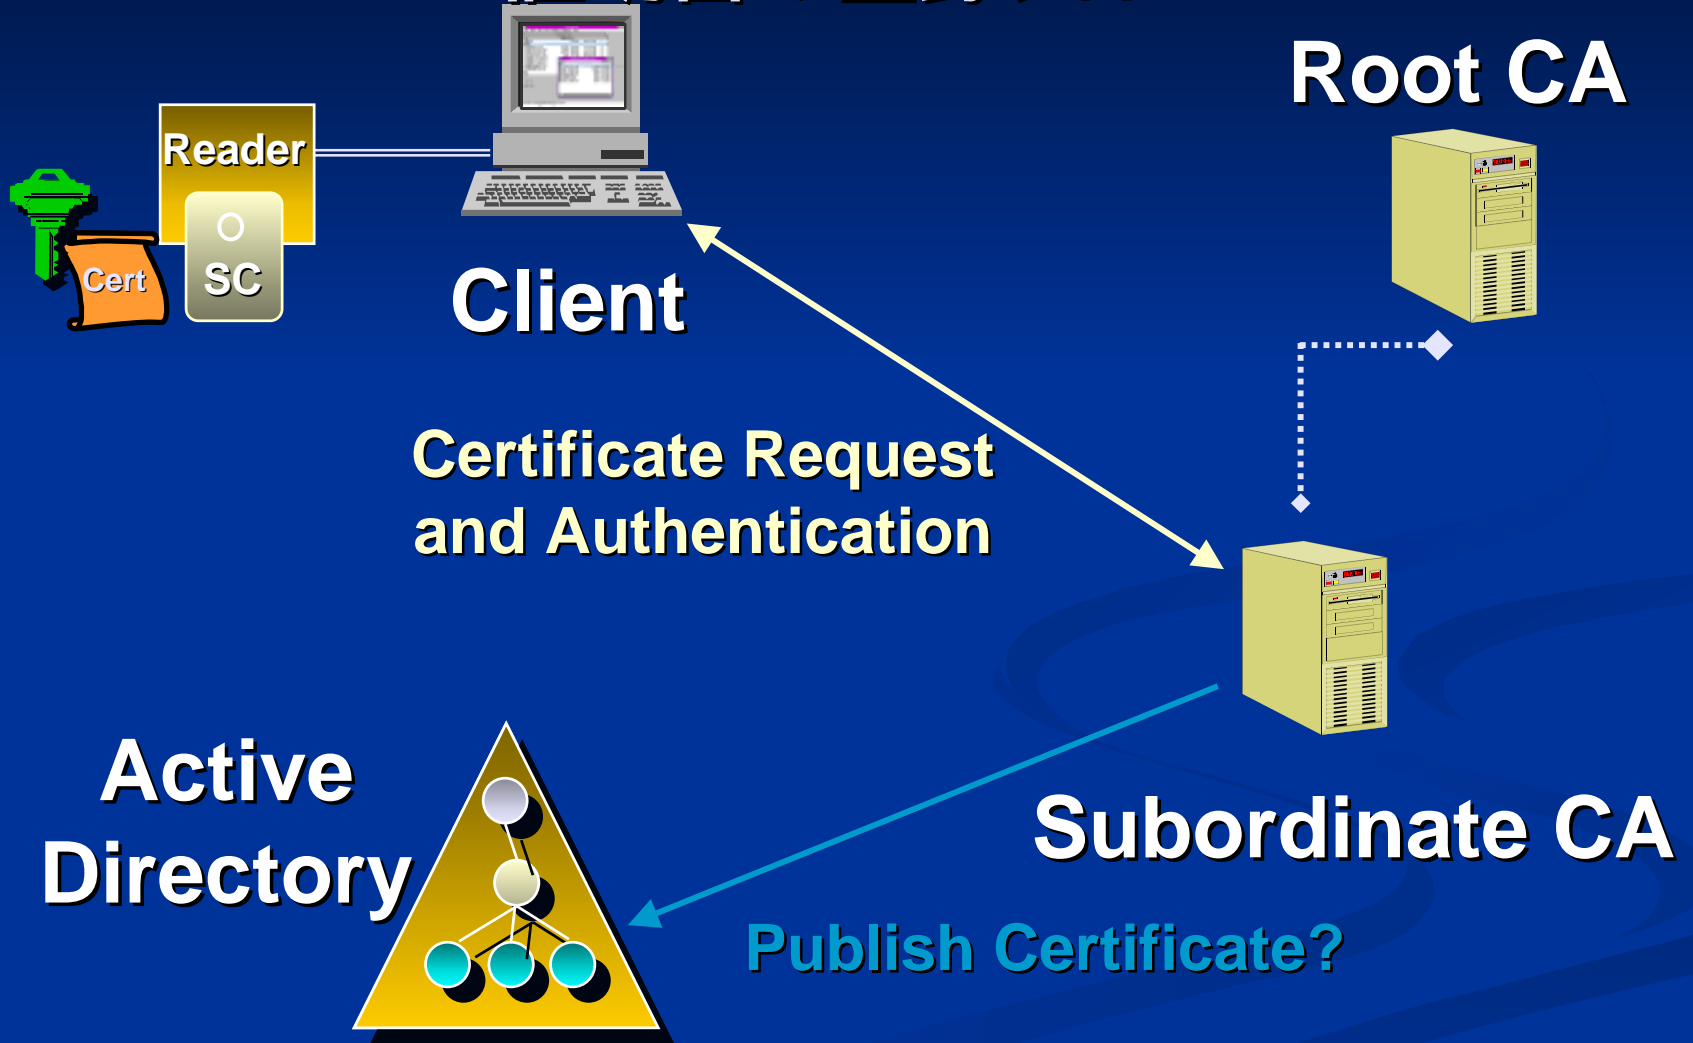 Root CA
Reader
Cert
SC
Client
Certificate Request
and Authentication
Active
Directory
Subordinate CA
Publish Certificate?